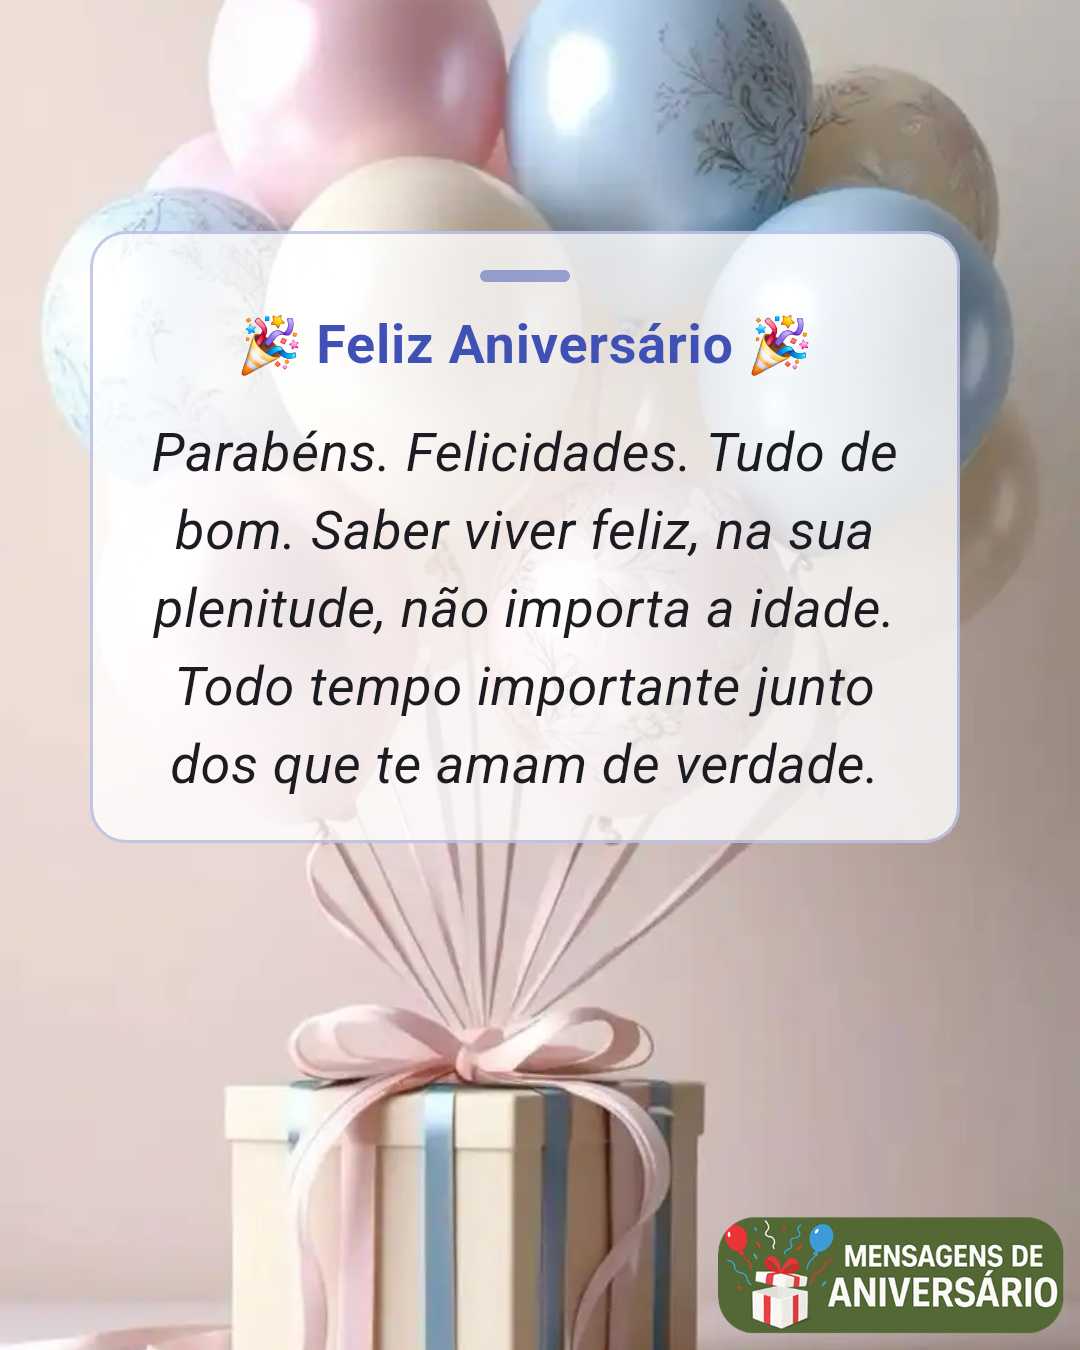 🎉 Feliz Aniversário 🎉
Parabéns. Felicidades. Tudo de
bom. Saber viver feliz, na sua
plenitude, não importa a idade.
Todo tempo importante junto
dos que te amam de verdade.
MENSAGENS DE
ANIVERSÁRIO